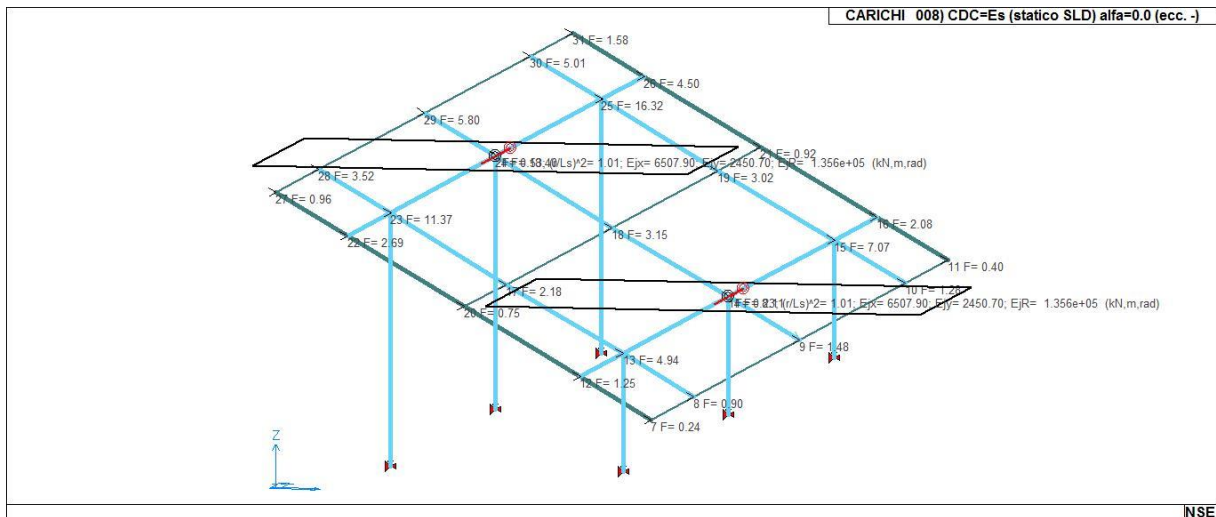 CARICHI 008) CDC=Es (statico SLD) alfa=0.0 (ecc. -)
31 F= 1.58
30 F= 5.01
26 F= 4.50
25 F= 16.32
29 F= 5.80
21 F= 0.92
(r/Ls)^2= 1.01; Ejx= 6507.90; Ejy= 2450.70; EjR= 1.356e+05 (kN,m,rad)
28 F= 3.52
19 F= 3.02
27 F= 0.96
23 F= 11.37
16 F= 2.08
22 F= 2.69
18 F= 3.15
15 F= 7.07
11 F= 0.40
10 F= 1.28
17 F= 2.18
20 F= 0.75
(r/Ls)^2= 1.01; Ejx= 6507.90; Ejy= 2450.70; EjR= 1.356e+05 (kN,m,rad)
9 F= 1.48
13 F= 4.94
12 F= 1.25
8 F= 0.90
7 F= 0.24
Z
NSE